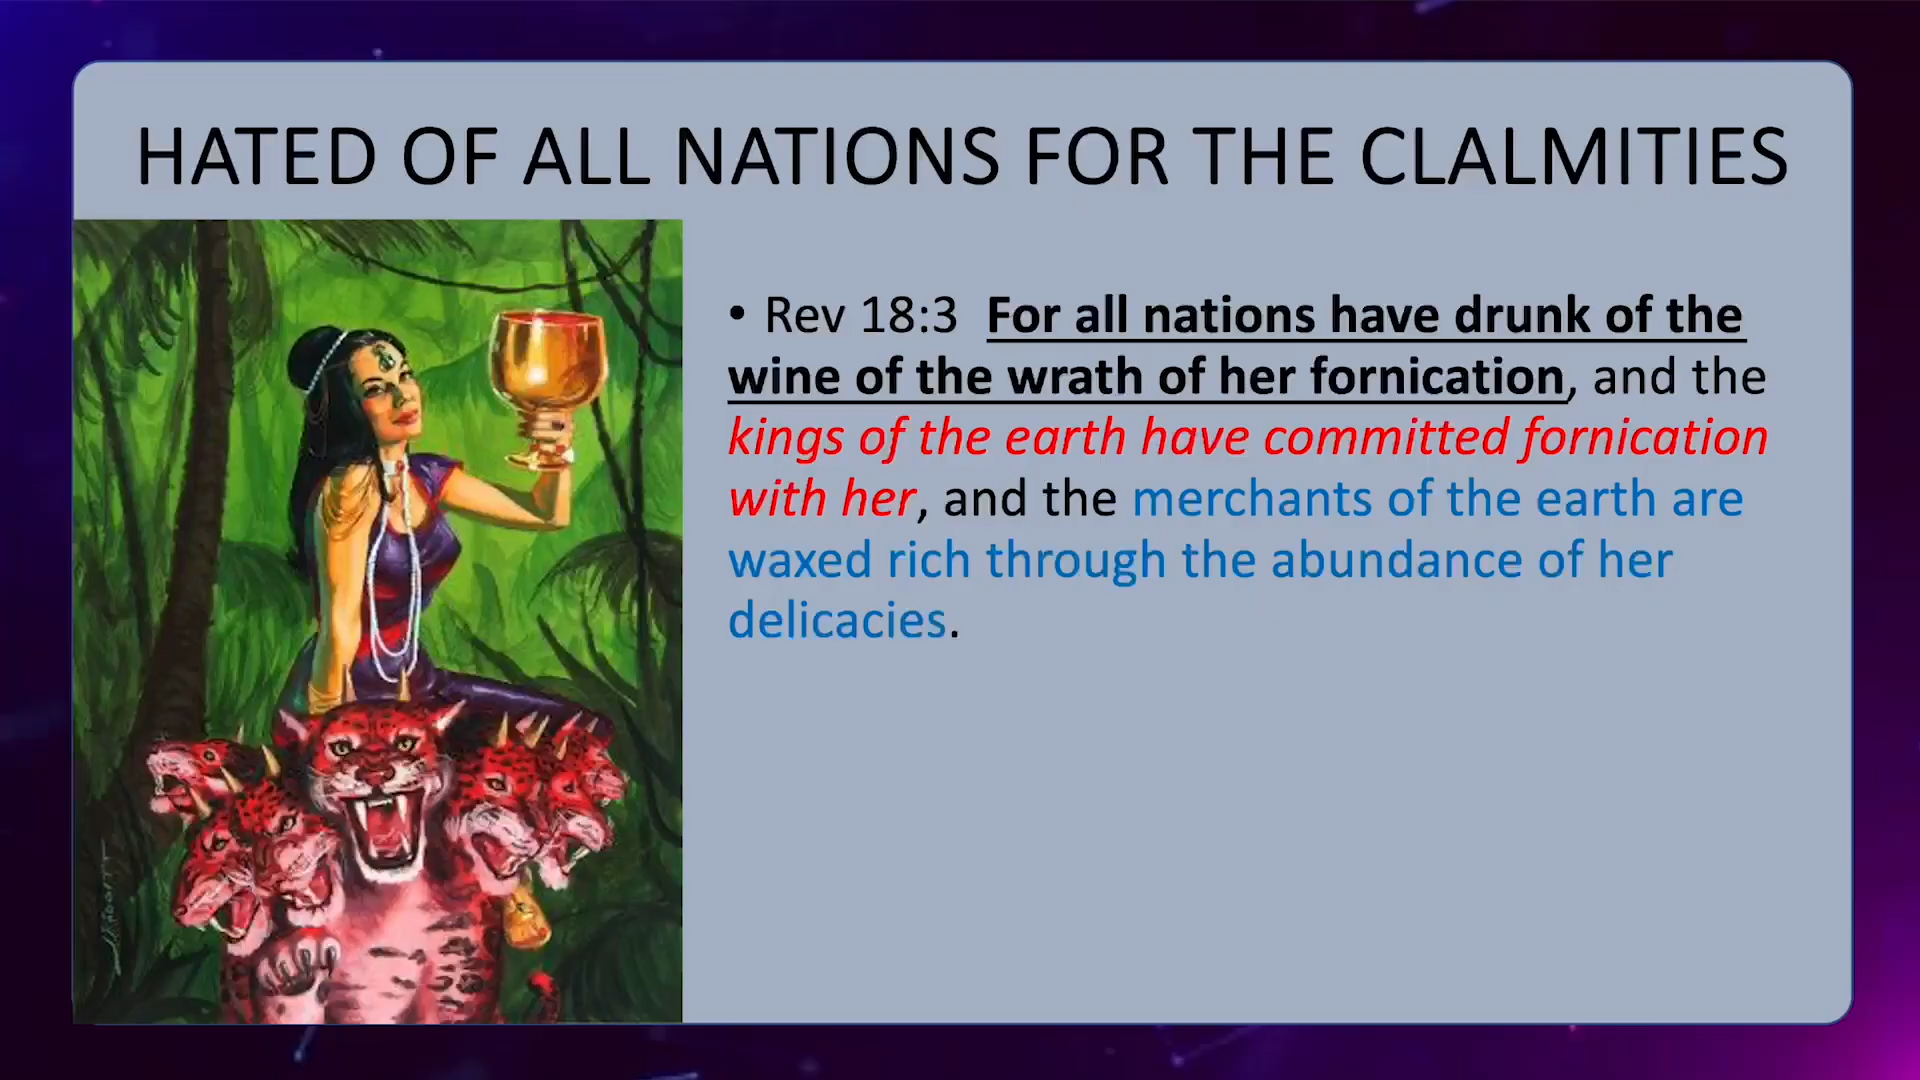 HATED OF ALL NATIONS FOR THE CLALMITIES
• Rev 18:3 For all nations have drunk of the
wine of the wrath of her fornication, and the
kings of the earth have committed fornication
with her, and the merchants of the earth are
waxed rich through the abundance of her
delicacies.